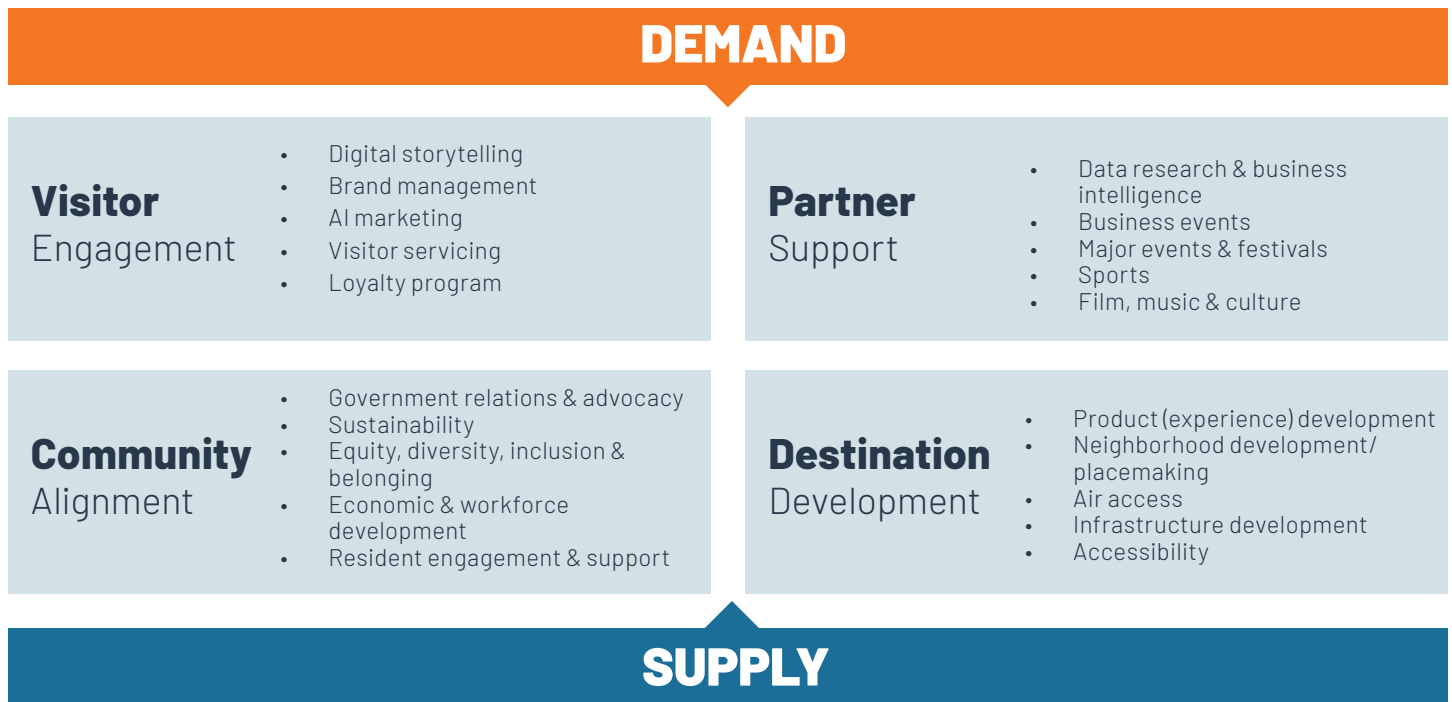 DEMAND
Visitor
Engagement
• Digital storytelling
• Brand management
• AI marketing
• Visitor servicing
• Loyalty program
Partner
Support
• Data research & business
intelligence
• Business events
• Major events & festivals
• Sports
• Film, music & culture
Community
Alignment
• Government relations & advocacy
• Sustainability
• Equity, diversity, inclusion &
belonging
• Economic & workforce
development
• Resident engagement & support
Destination
Development
• Product (experience) development
• Neighborhood development/
placemaking
• Air access
• Infrastructure development
• Accessibility
SUPPLY